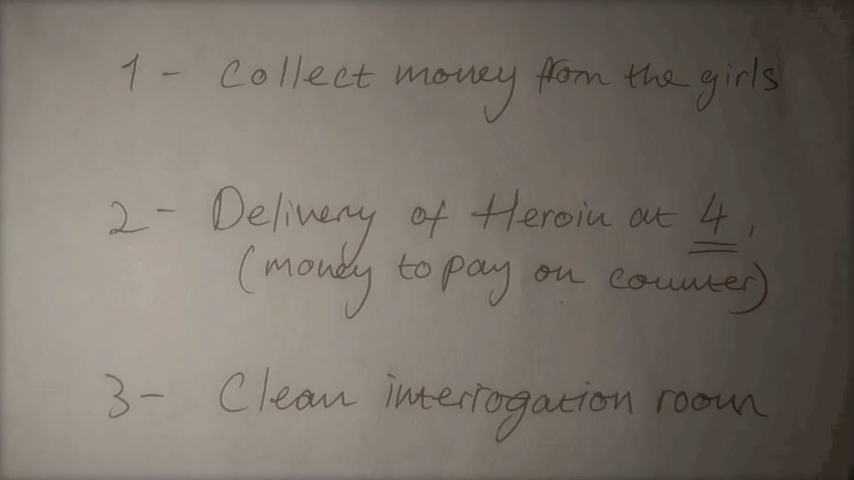 1 - Collect money from the girls
2 - Delivery of Heroin at 4,
(money to pay on counter)
3 - Clean interrogation room